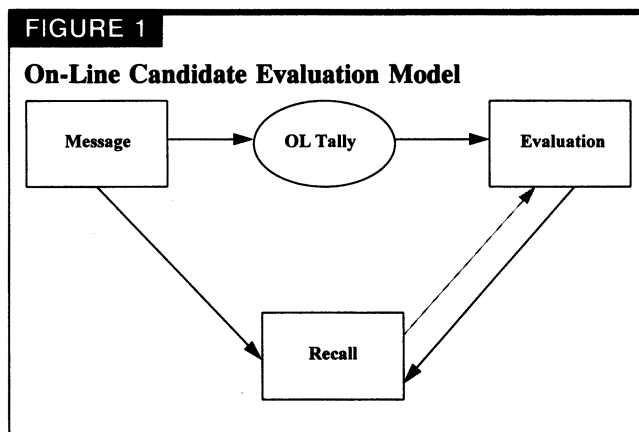 FIGURE 1
On-Line Candidate Evaluation Model
Message
OL Tally
Evaluation
Recall